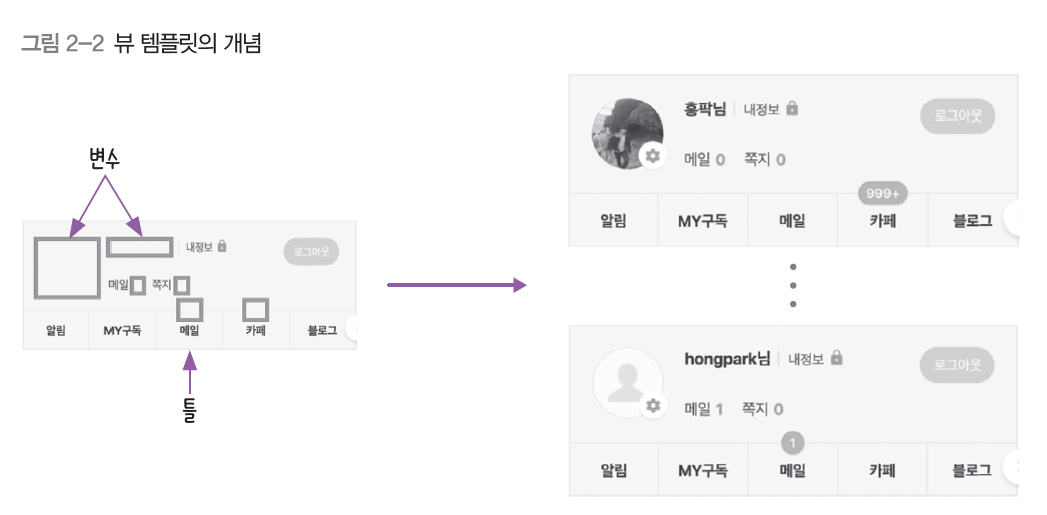 그림 2-2 뷰 템플릿의 개념
변수
내정보
로그아웃
메일 쪽지
알림 MY구독 메일 카페 블로그
틀
홍팍님 내정보
로그아웃
메일 0 쪽지 0
999+
알림 MY구독 메일 카페 블로그
hongpark님 내정보
로그아웃
메일 1 쪽지 0
1
알림 MY구독 메일 카페 블로그